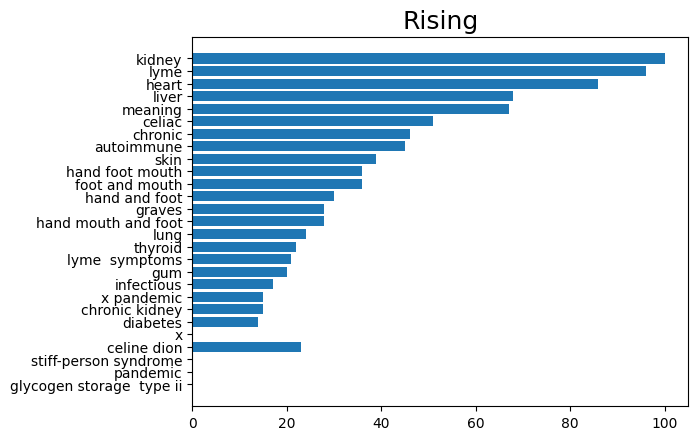 Rising
kidney
lyme
heart
liver
meaning
celiac
chronic
autoimmune
skin
hand foot mouth
foot and mouth
hand and foot
graves
hand mouth and foot
lung
thyroid
lyme  symptoms
gum
infectious
x pandemic
chronic kidney
diabetes
x
celine dion
stiff-person syndrome
pandemic
glycogen storage  type ii
0 20 40 60 80 100